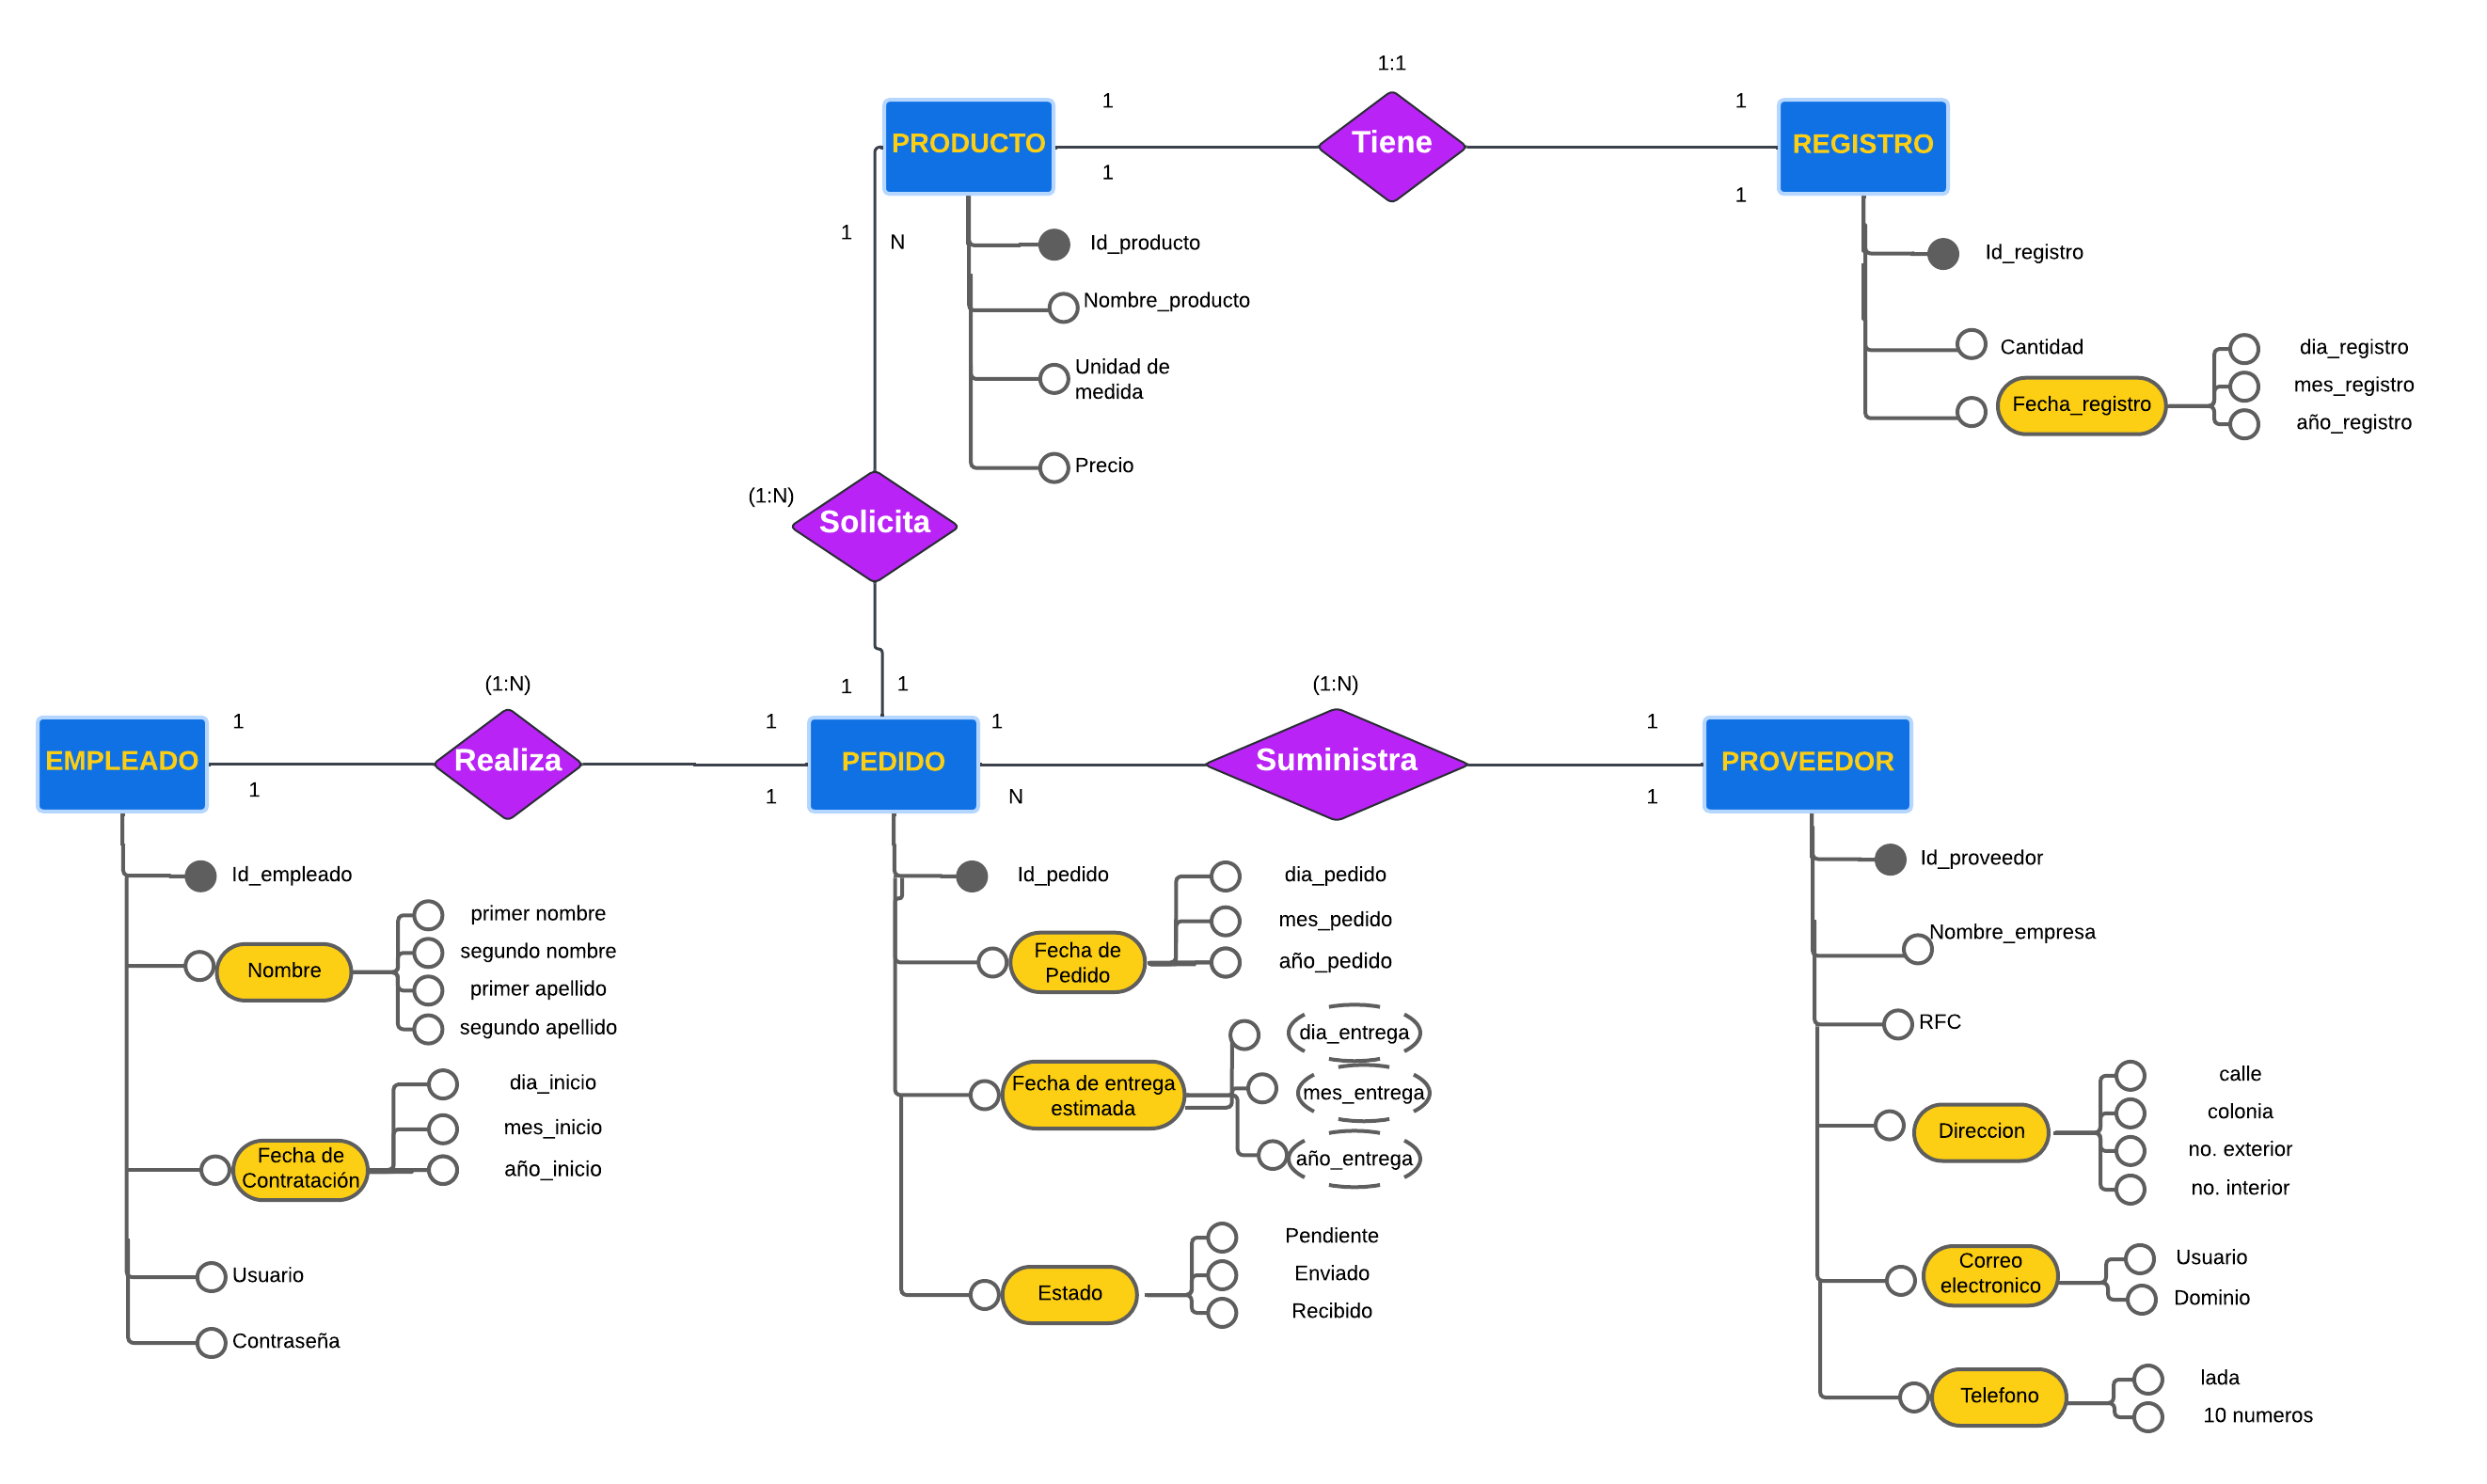 1:1
1
1
PRODUCTO
Tiene
REGISTRO
1
1
1
N
Id_producto
Id_registro
Nombre_producto
Unidad de
medida
Cantidad
dia_registro
mes_registro
Fecha_registro
año_registro
Precio
(1:N)
Solicita
(1:N)
1
1
(1:N)
1
1
1
1
EMPLEADO
Realiza
PEDIDO
Suministra
PROVEEDOR
1
1
N
1
Id_empleado
primer nombre
segundo nombre
Nombre
primer apellido
segundo apellido
dia_inicio
mes_inicio
Fecha de
Contratación
año_inicio
Usuario
Contraseña
Id_pedido
dia_pedido
mes_pedido
Fecha de
Pedido
año_pedido
dia_entrega
Fecha de entrega
estimada
mes_entrega
año_entrega
Pendiente
Enviado
Estado
Recibido
Id_proveedor
Nombre_empresa
RFC
calle
colonia
Direccion
no. exterior
no. interior
Correo
electronico
Usuario
Dominio
lada
Telefono
10 numeros